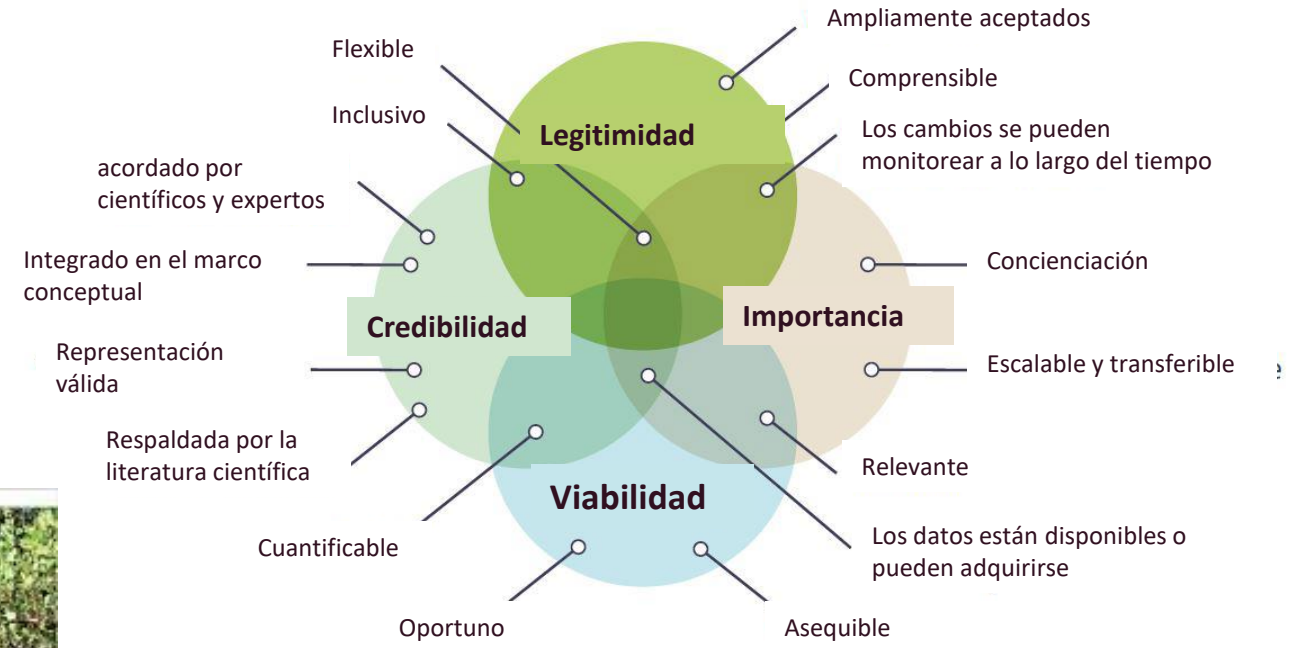 Ampliamente aceptados
Flexible
Comprensible
Inclusivo
Legitimidad
Los cambios se pueden
monitorear a lo largo del tiempo
acordado por
científicos y expertos
Integrado en el marco
conceptual
Concienciación
Credibilidad
Importancia
Representación
válida
Escalable y transferible
e
Respaldada por la
literatura científica
Relevante
Viabilidad
Cuantificable
Los datos están disponibles o
pueden adquirirse
Oportuno
Asequible